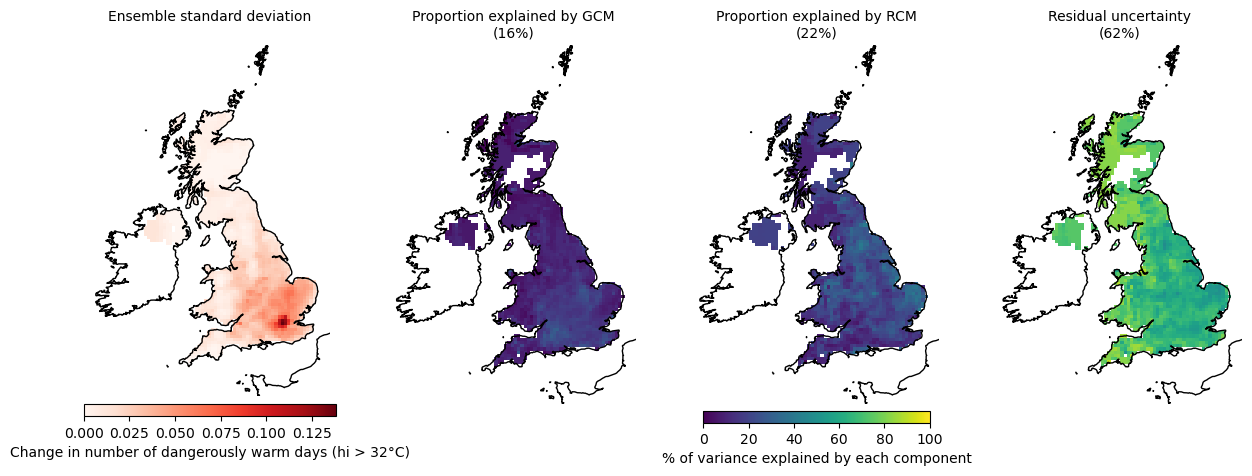 Ensemble standard deviation
Proportion explained by GCM
(16%)
Proportion explained by RCM
(22%)
Residual uncertainty
(62%)
0.000 0.025 0.050 0.075 0.100 0.125
Change in number of dangerously warm days (hi > 32°C)
0 20 40 60 80 100
% of variance explained by each component